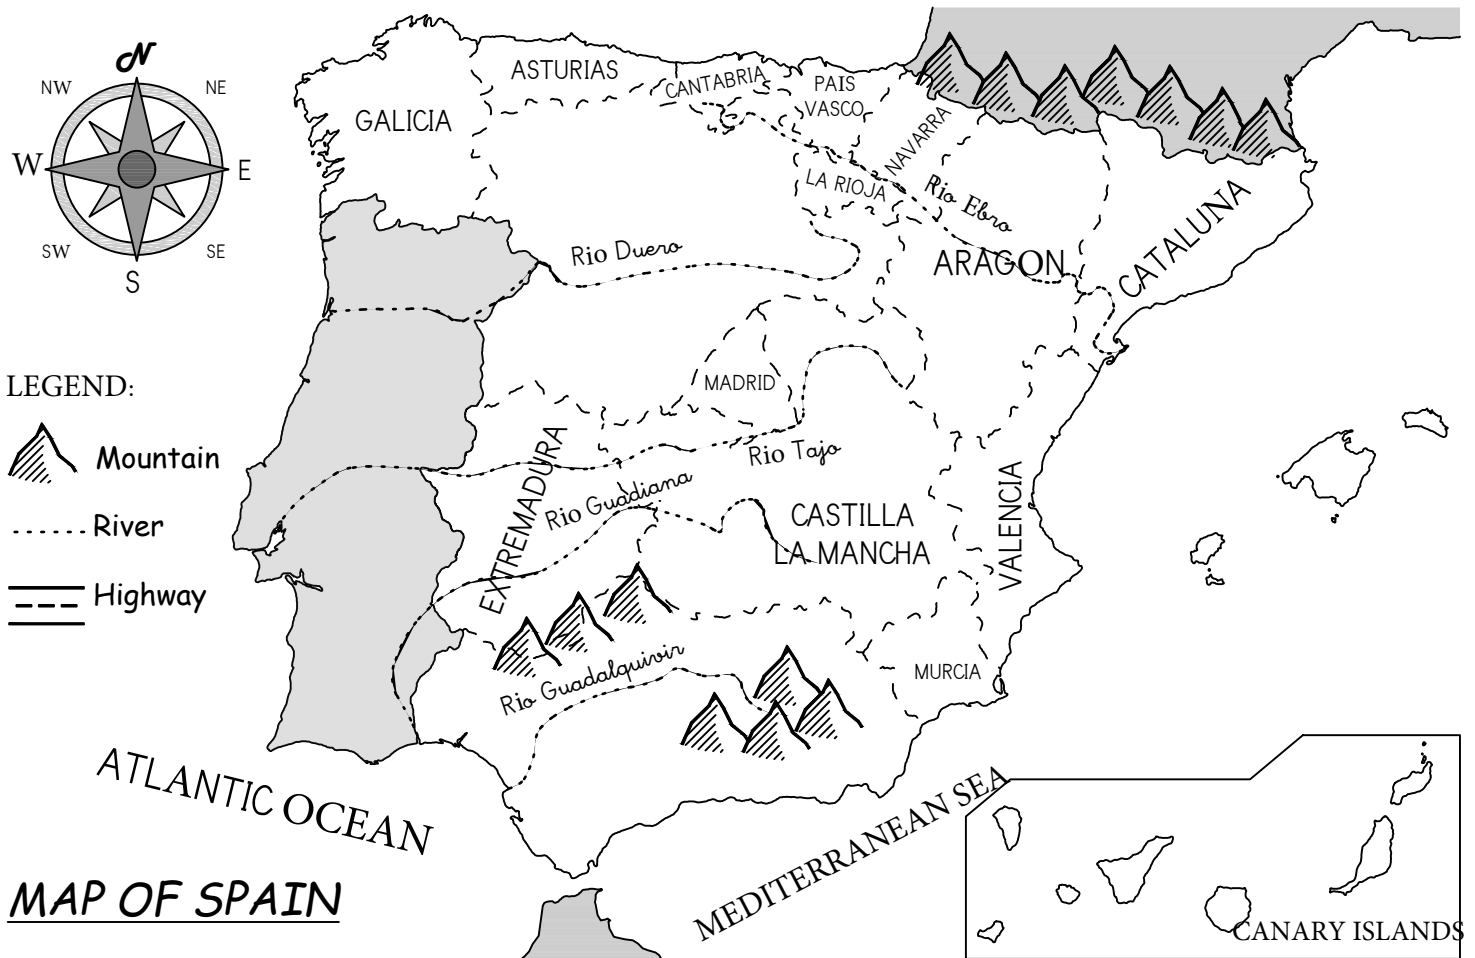 N
NW
NE
W
E
SW
SE
S
LEGEND:
Mountain
River
Highway
GALICIA
ASTURIAS
CANTABRIA
PAIS
VASCO
NAVARRA
LA RIOJA
Rio Ebro
ARAGON
CATALUNA
Rio Duero
MADRID
Rio Tajo
EXTREMADURA
Rio Guadiana
CASTILLA
LA MANCHA
VALENCIA
MURCIA
Rio Guadalquivir
ATLANTIC OCEAN
MEDITERRANEAN SEA
MAP OF SPAIN
CANARY ISLANDS